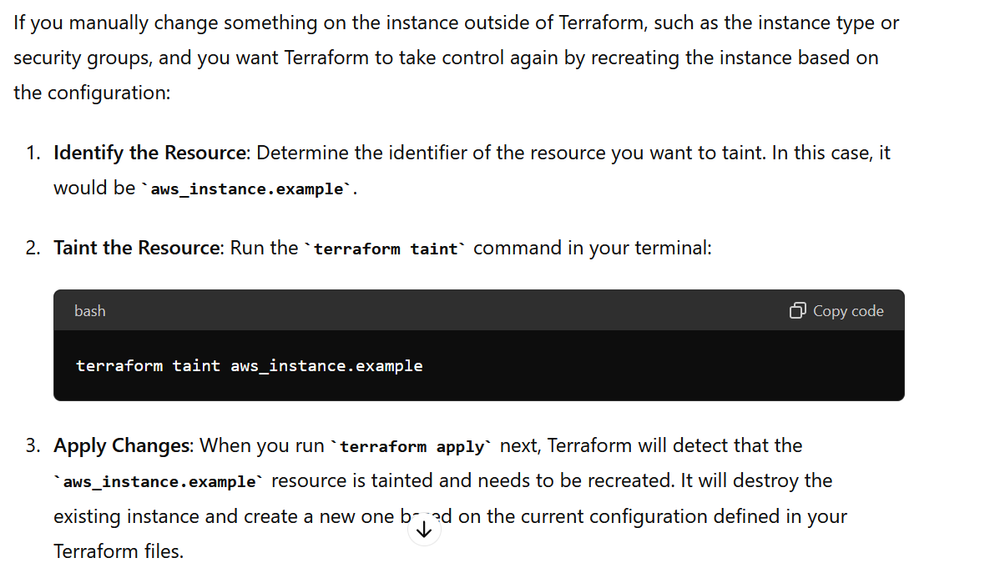 If you manually change something on the instance outside of Terraform, such as the instance type or
security groups, and you want Terraform to take control again by recreating the instance based on
the configuration:
1. Identify the Resource: Determine the identifier of the resource you want to taint. In this case, it
would be `aws_instance.example`.
2. Taint the Resource: Run the `terraform taint` command in your terminal:
bash Copy code
terraform taint aws_instance.example
3. Apply Changes: When you run `terraform apply` next, Terraform will detect that the
`aws_instance.example` resource is tainted and needs to be recreated. It will destroy the
existing instance and create a new one based on the current configuration defined in your
Terraform files.